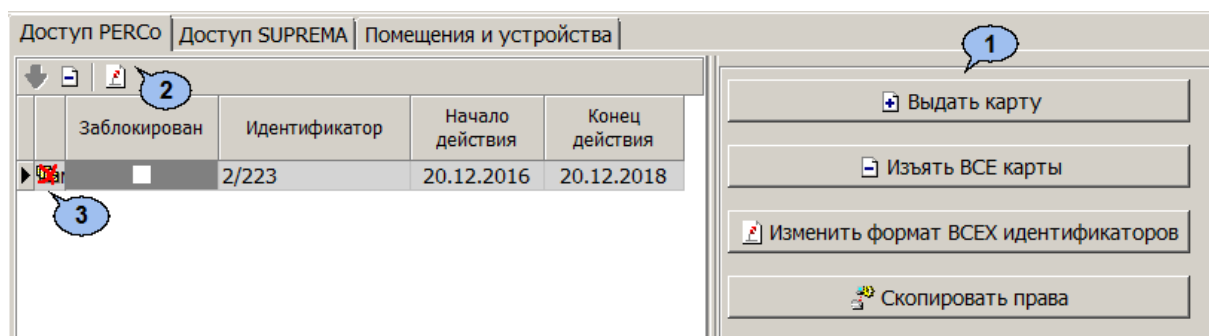 Доступ PERCo Доступ SUPREMA Помещения и устройства
1
2
Заблокирован Идентификатор Начало действия Конец действия
2/223 20.12.2016 20.12.2018
3
Выдать карту
Изъять ВСЕ карты
Изменить формат ВСЕХ идентификаторов
Скопировать права